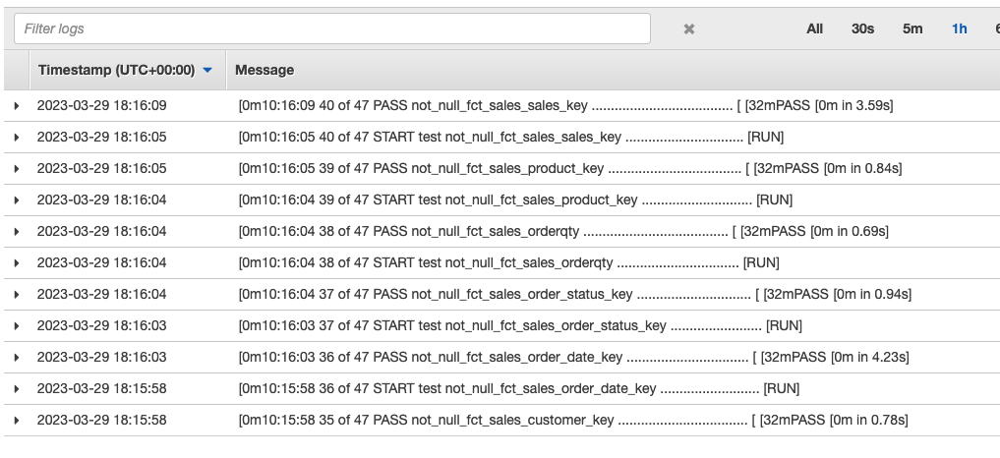 Filter logs ✖ All 30s 5m 1h
Timestamp (UTC+00:00) Message
2023-03-29 18:16:09 [0m10:16:09 40 of 47 PASS not_null_fct_sales_sales_key ..................................... [ [32mPASS [0m in 3.59s]
2023-03-29 18:16:05 [0m10:16:05 40 of 47 START test not_null_fct_sales_sales_key ............................... [RUN]
2023-03-29 18:16:05 [0m10:16:05 39 of 47 PASS not_null_fct_sales_product_key ................................... [ [32mPASS [0m in 0.84s]
2023-03-29 18:16:04 [0m10:16:04 39 of 47 START test not_null_fct_sales_product_key ............................. [RUN]
2023-03-29 18:16:04 [0m10:16:04 38 of 47 PASS not_null_fct_sales_orderqty ...................................... [ [32mPASS [0m in 0.69s]
2023-03-29 18:16:04 [0m10:16:04 38 of 47 START test not_null_fct_sales_orderqty ................................ [RUN]
2023-03-29 18:16:04 [0m10:16:04 37 of 47 PASS not_null_fct_sales_order_status_key .............................. [ [32mPASS [0m in 0.94s]
2023-03-29 18:16:03 [0m10:16:03 37 of 47 START test not_null_fct_sales_order_status_key ........................ [RUN]
2023-03-29 18:16:03 [0m10:16:03 36 of 47 PASS not_null_fct_sales_order_date_key ................................ [ [32mPASS [0m in 4.23s]
2023-03-29 18:15:58 [0m10:15:58 36 of 47 START test not_null_fct_sales_order_date_key .......................... [RUN]
2023-03-29 18:15:58 [0m10:15:58 35 of 47 PASS not_null_fct_sales_customer_key .................................. [ [32mPASS [0m in 0.78s]